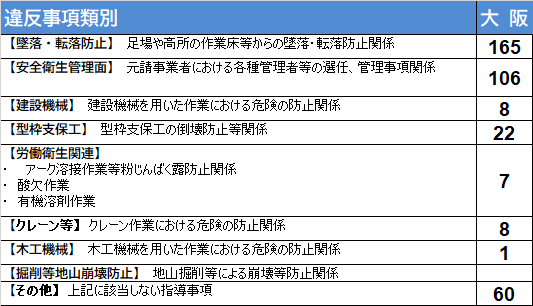 違反事項類別 大 阪
【墜落・転落防止】 足場や高所の作業床等からの墜落・転落防止関係 165
【安全衛生管理面】 元請事業者における各種管理者等の選任、管理事項関係 106
【建設機械】 建設機械を用いた作業における危険の防止関係 8
【型枠支保工】 型枠支保工の倒壊防止等関係 22
【労働衛生関連】
・ アーク溶接作業等粉じんばく露防止関係
・ 酸欠作業 7
・ 有機溶剤作業
【クレーン等】 クレーン作業における危険の防止関係 8
【木工機械】 木工機械を用いた作業における危険の防止関係 1
【掘削等地山崩壊防止】 地山掘削等による崩壊等防止関係
【その他】 上記に該当しない指導事項 60